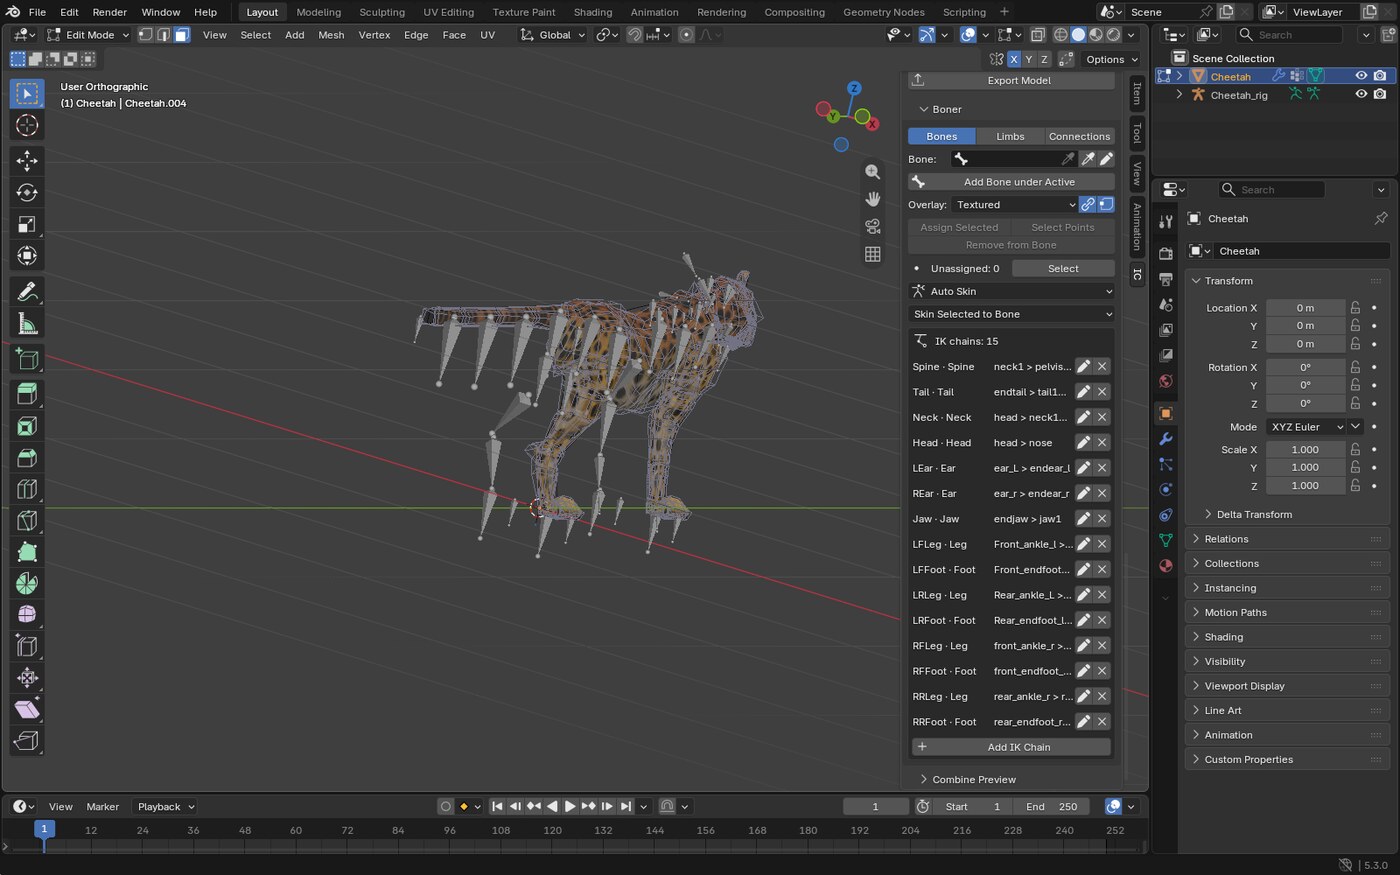 File Edit Render Window Help Layout Modeling Sculpting UV Editing Texture Paint Shading Animation Rendering Compositing Geometry Nodes Scripting + Scene ViewLayer
Edit Mode View Select Add Mesh Vertex Edge Face UV Global
X Y Z Options
User Orthographic
(1) Cheetah | Cheetah.004
Z
Y
X
Export Model
Boner
Bones Limbs Connections
Bone:
Add Bone under Active
Overlay: Textured
Assign Selected Select Points
Remove from Bone
Unassigned: 0 Select
Auto Skin
Skin Selected to Bone
IK chains: 15
Spine · Spine neck1 > pelvis...
Tail · Tail endtail > tail1...
Neck · Neck head > neck1...
Head · Head head > nose
LEar · Ear ear_L > endear_l
REar · Ear ear_r > endear_r
Jaw · Jaw endjaw > jaw1
LFLeg · Leg Front_ankle_l >...
LFFoot · Foot Front_endfoot...
LRLeg · Leg Rear_ankle_L >...
LRFoot · Foot Rear_endfoot_l...
RFLeg · Leg front_ankle_r >...
RFFoot · Foot front_endfoot_...
RRLeg · Leg rear_ankle_r > r...
RRFoot · Foot rear_endfoot_r...
+ Add IK Chain
Combine Preview
Item
Tool
View
Animation
IC
Search
Scene Collection
Cheetah
Cheetah_rig
Search
Cheetah
Cheetah
Transform
Location X 0 m
Y 0 m
Z 0 m
Rotation X 0°
Y 0°
Z 0°
Mode XYZ Euler
Scale X 1.000
Y 1.000
Z 1.000
Delta Transform
Relations
Collections
Instancing
Motion Paths
Shading
Visibility
Viewport Display
Line Art
Animation
Custom Properties
View Marker Playback 1 Start 1 End 250
1 12 24 36 48 60 72 84 96 108 120 132 144 156 168 180 192 204 216 228 240 252
5.3.0